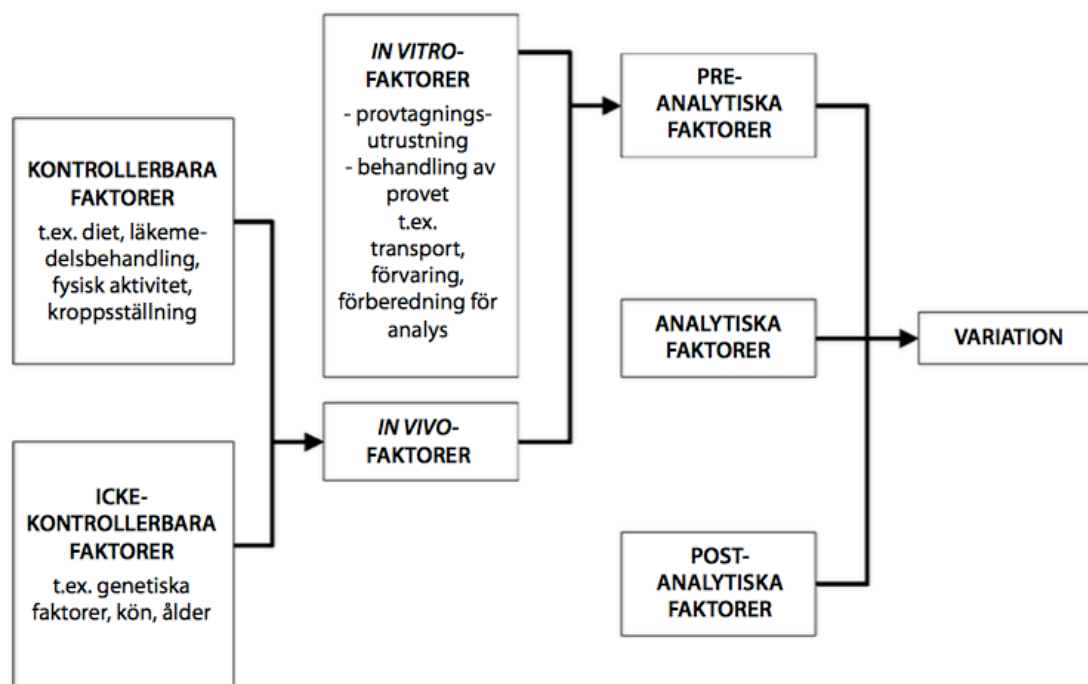 KONTROLLERBARA
FAKTORER
t.ex. diet, läkeme-
delsbehandling,
fysisk aktivitet,
kroppsställning
ICKE-
KONTROLLERBARA
FAKTORER
t.ex. genetiska
faktorer, kön, ålder
IN VITRO-
FAKTORER
- provtagnings-
utrustning
- behandling av
provet
t.ex.
transport,
förvaring,
förberedning för
analys
IN VIVO-
FAKTORER
PRE-
ANALYTISKA
FAKTORER
ANALYTISKA
FAKTORER
POST-
ANALYTISKA
FAKTORER
VARIATION